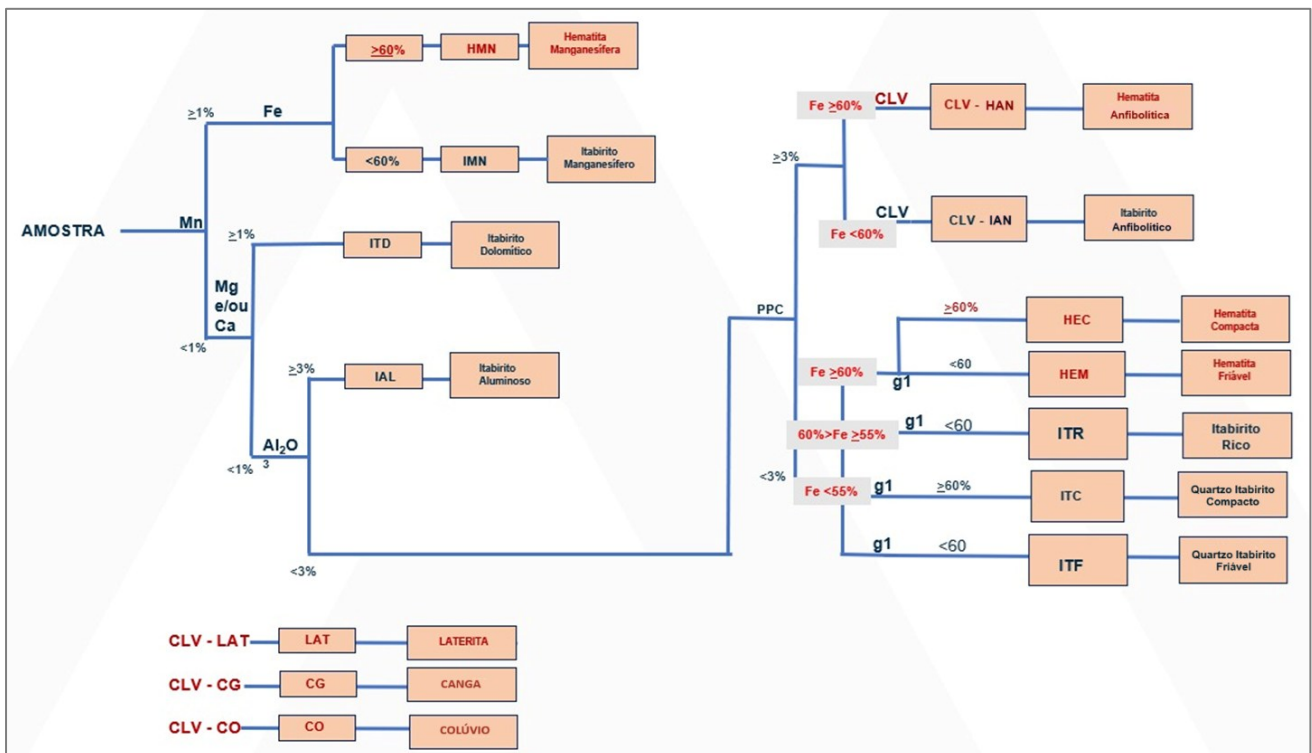 AMOSTRA
Mn
≥1%
Fe
≥60%
HMN
Hematita
Manganesífera
<60%
IMN
Itabirito
Manganesífero
<1%
Mg
e/ou
Ca
≥1%
ITD
Itabirito
Dolomítico
<1%
Al₂O
3
≥3%
IAL
Itabirito
Aluminoso
<3%
PPC
≥3%
Fe ≥60%
CLV
CLV - HAN
Hematita
Anfibolítica
Fe <60%
CLV
CLV - IAN
Itabirito
Anfibolítico
<3%
Fe ≥60%
g1
≥60%
HEC
Hematita
Compacta
<60
HEM
Hematita
Friável
60%>Fe ≥55%
g1
<60
ITR
Itabirito
Rico
Fe <55%
g1
≥60%
ITC
Quartzo Itabirito
Compacto
g1
<60
ITF
Quartzo Itabirito
Friável
CLV - LAT
LAT
LATERITA
CLV - CG
CG
CANGA
CLV - CO
CO
COLÚVIO